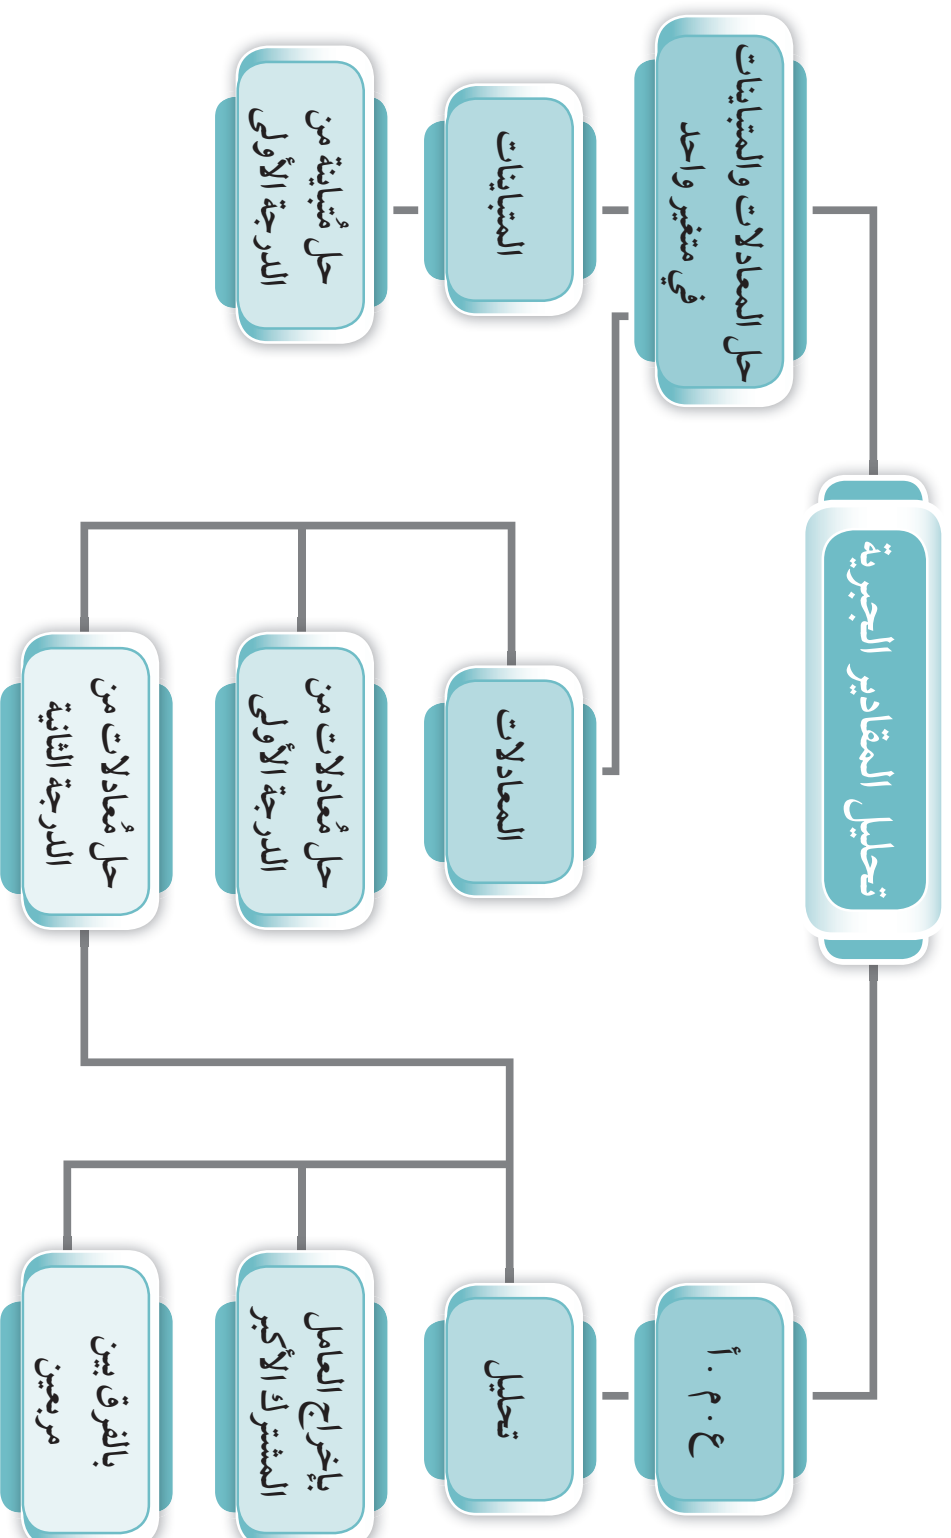 تحليل المقادير الجبرية
ع . م . أ
حل المعادلات والمتباينات
في متغير واحد
تحليل
المعادلات
المتباينات
بإخراج العامل
المشترك الأكبر
حل مُعادلات من
الدرجة الأولى
حل مُتباينة من
الدرجة الأولى
بالفرق بين
مربعين
حل مُعادلات من
الدرجة الثانية